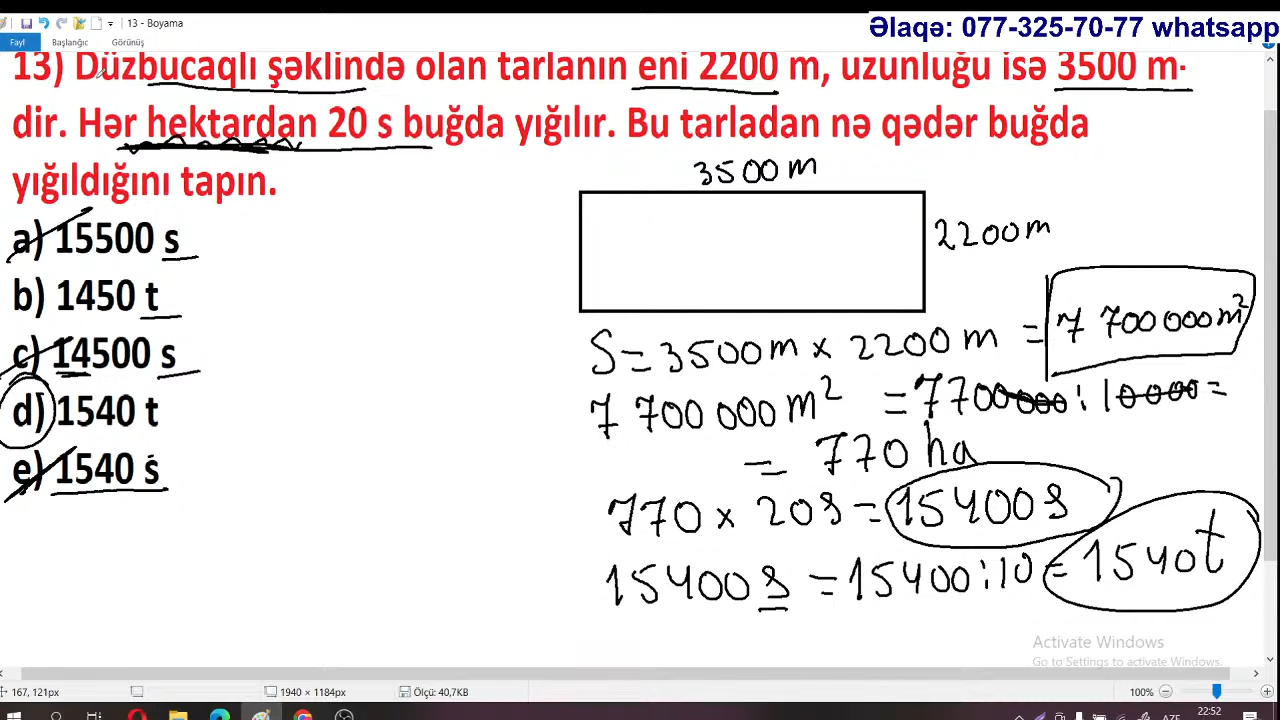 13 - Boyama
Əlaqə: 077-325-70-77 whatsapp
Fayl Başlanğıc Görünüş
13) Düzbucaqlı şəklində olan tarlanın eni 2200 m, uzunluğu isə 3500 m-
dir. Hər hektardan 20 s buğda yığılır. Bu tarladan nə qədər buğda
yığıldığını tapın.
a) 15500 s
b) 1450 t
c) 14500 s
d) 1540 t
e) 1540 s
3500 m
2200 m
S = 3500 m × 2200 m = 7 700 000 m²
7 700 000 m² = 7700000 : 10000 =
= 770 ha
770 × 20 s = 15400 s
15400 s = 15400 : 10 = 1540 t
Activate Windows
Go to Settings to activate Windows.
167, 121px 1940 × 1184px Ölçü: 40,7KB 100%
AZE 22:52